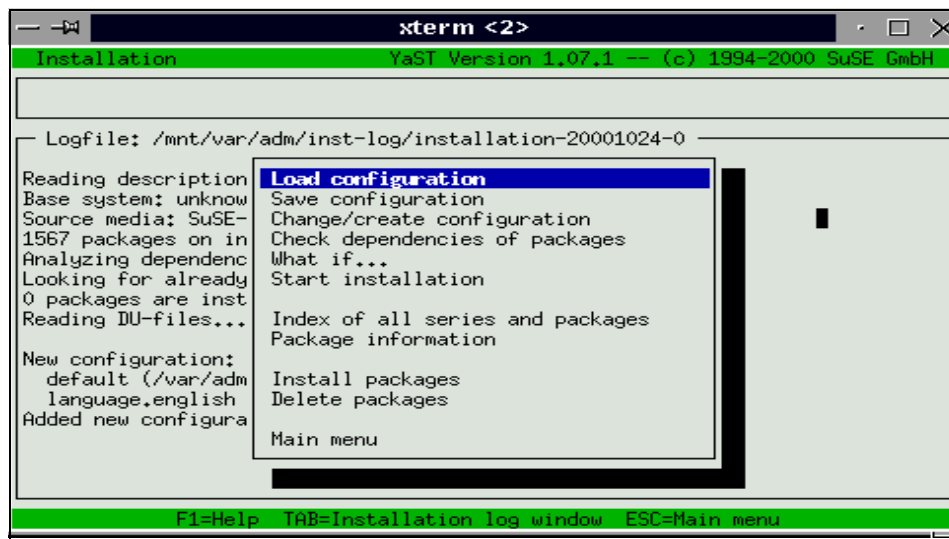 xterm <2>
Installation YaST Version 1.07.1 -- (c) 1994-2000 SuSE GmbH
Logfile: /mnt/var/adm/inst-log/installation-20001024-0
Reading description
Base system: unknow
Source media: SuSE-
1567 packages on in
Analyzing dependenc
Looking for already
0 packages are inst
Reading DU-files...
New configuration:
default (/var/adm
language.english
Added new configura
Load configuration
Save configuration
Change/create configuration
Check dependencies of packages
What if...
Start installation
Index of all series and packages
Package information
Install packages
Delete packages
Main menu
F1=Help TAB=Installation log window ESC=Main menu